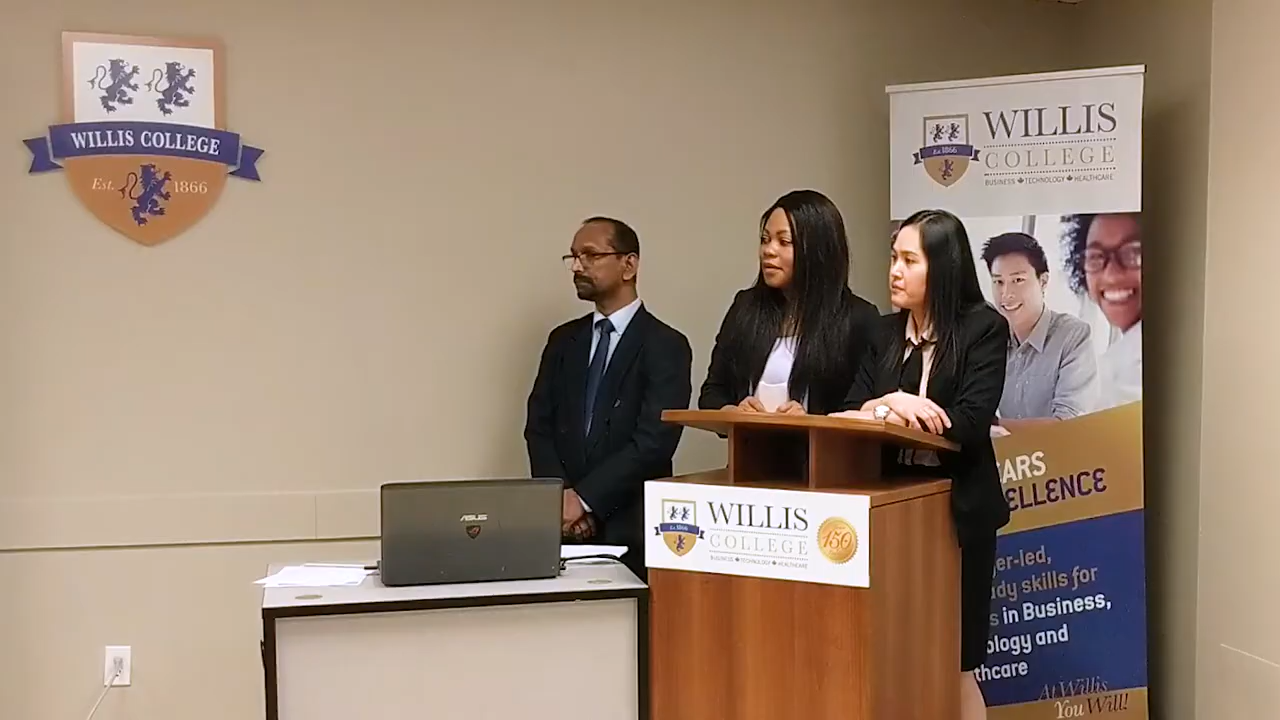 WILLIS COLLEGE
Est. 1866
WILLIS
COLLEGE
BUSINESS TECHNOLOGY HEALTHCARE
Est. 1866
ARS
ELLENCE
er-led,
dy skills for
s in Business,
ology and
thcare
At Willis
You Will!
ASUS
WILLIS
COLLEGE
BUSINESS TECHNOLOGY HEALTHCARE
150